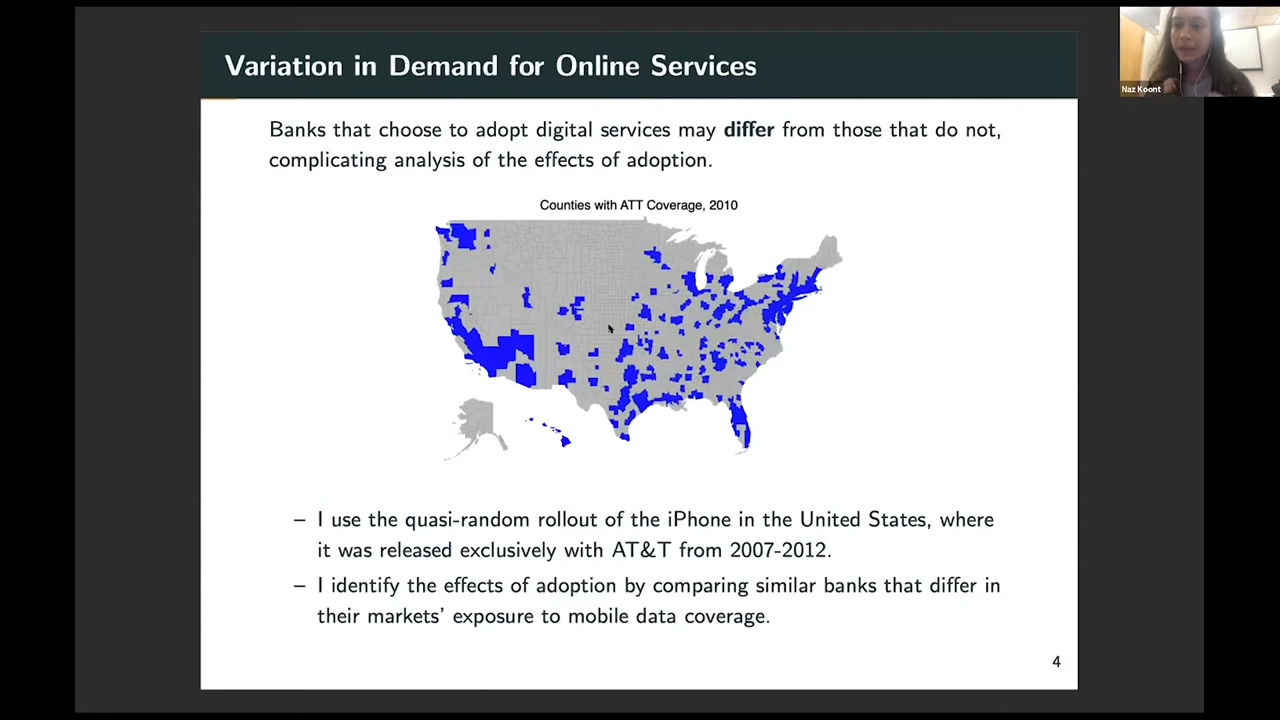 Variation in Demand for Online Services
Naz Koont
Banks that choose to adopt digital services may differ from those that do not,
complicating analysis of the effects of adoption.
Counties with ATT Coverage, 2010
– I use the quasi-random rollout of the iPhone in the United States, where
it was released exclusively with AT&T from 2007-2012.
– I identify the effects of adoption by comparing similar banks that differ in
their markets' exposure to mobile data coverage.
4